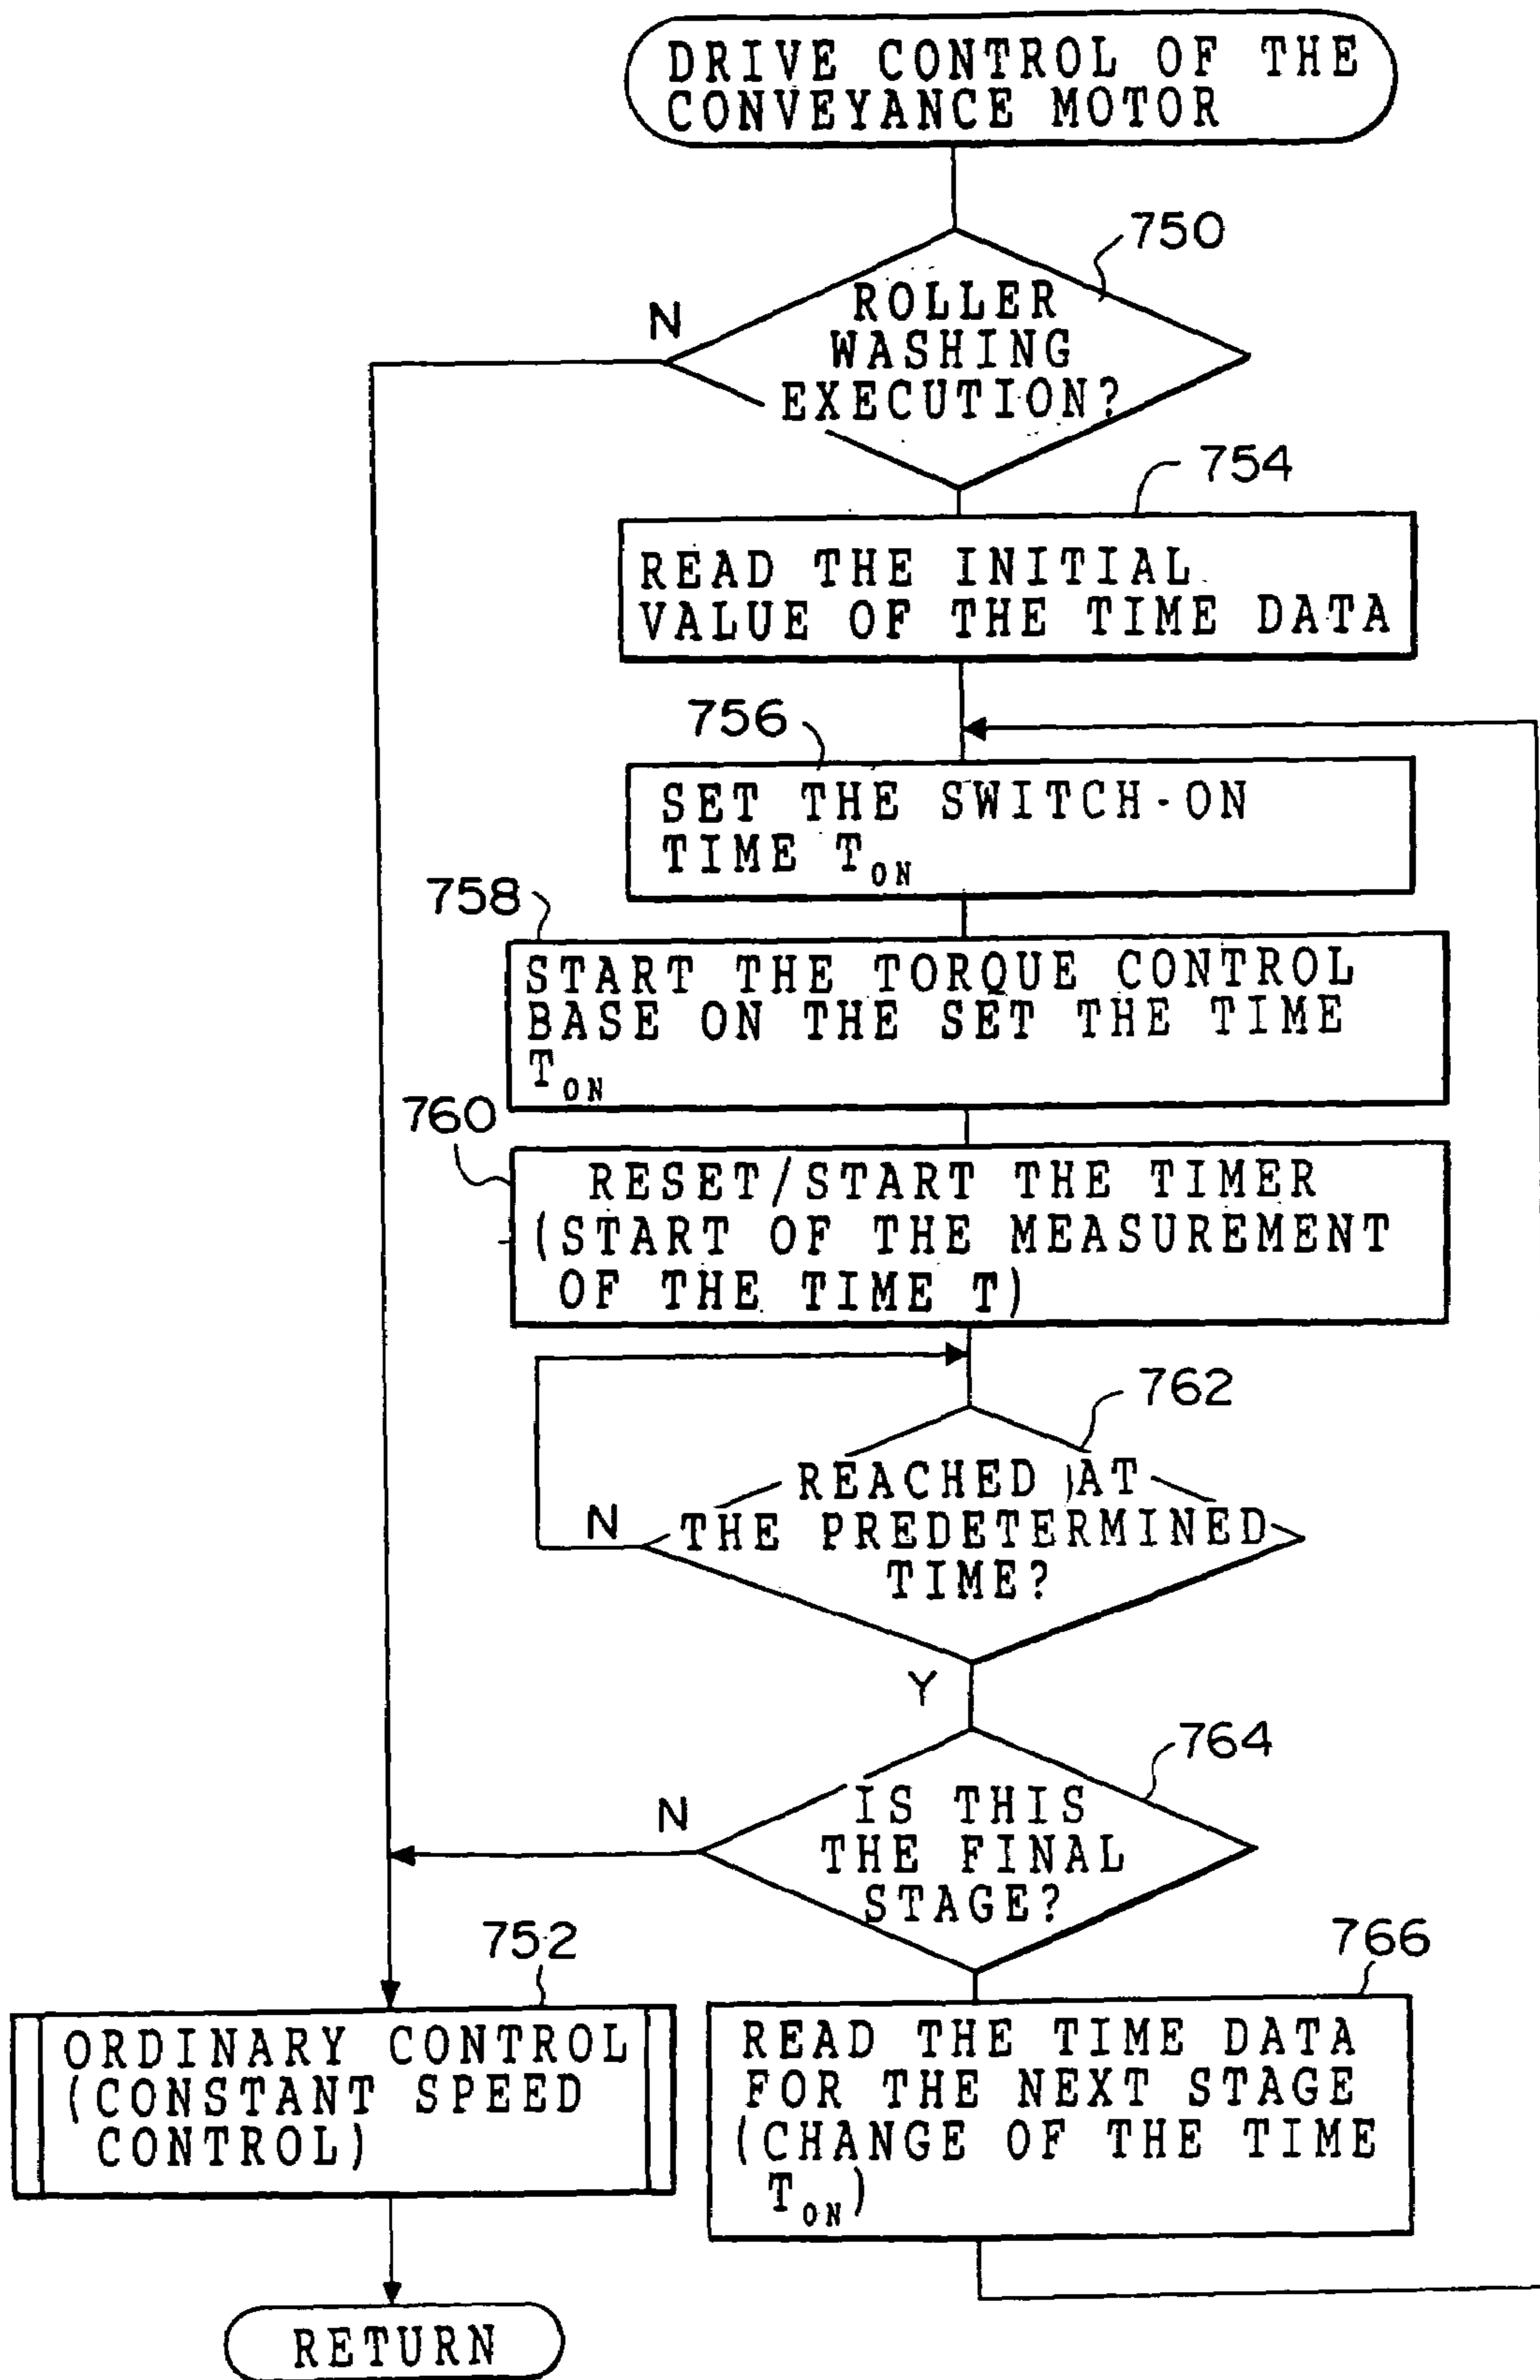 DRIVE CONTROL OF THE
CONVEYANCE MOTOR
750
N
ROLLER
WASHING
EXECUTION?
754
READ THE INITIAL
VALUE OF THE TIME DATA
756
SET THE SWITCH-ON
TIME TON
758
START THE TORQUE CONTROL
BASE ON THE SET THE TIME
TON
760
RESET/START THE TIMER
(START OF THE MEASUREMENT
OF THE TIME T)
762
REACHED AT
N
THE PREDETERMINED
TIME?
Y
764
N
IS THIS
THE FINAL
STAGE?
752
ORDINARY CONTROL
(CONSTANT SPEED
CONTROL)
766
READ THE TIME DATA
FOR THE NEXT STAGE
(CHANGE OF THE TIME
TON)
RETURN